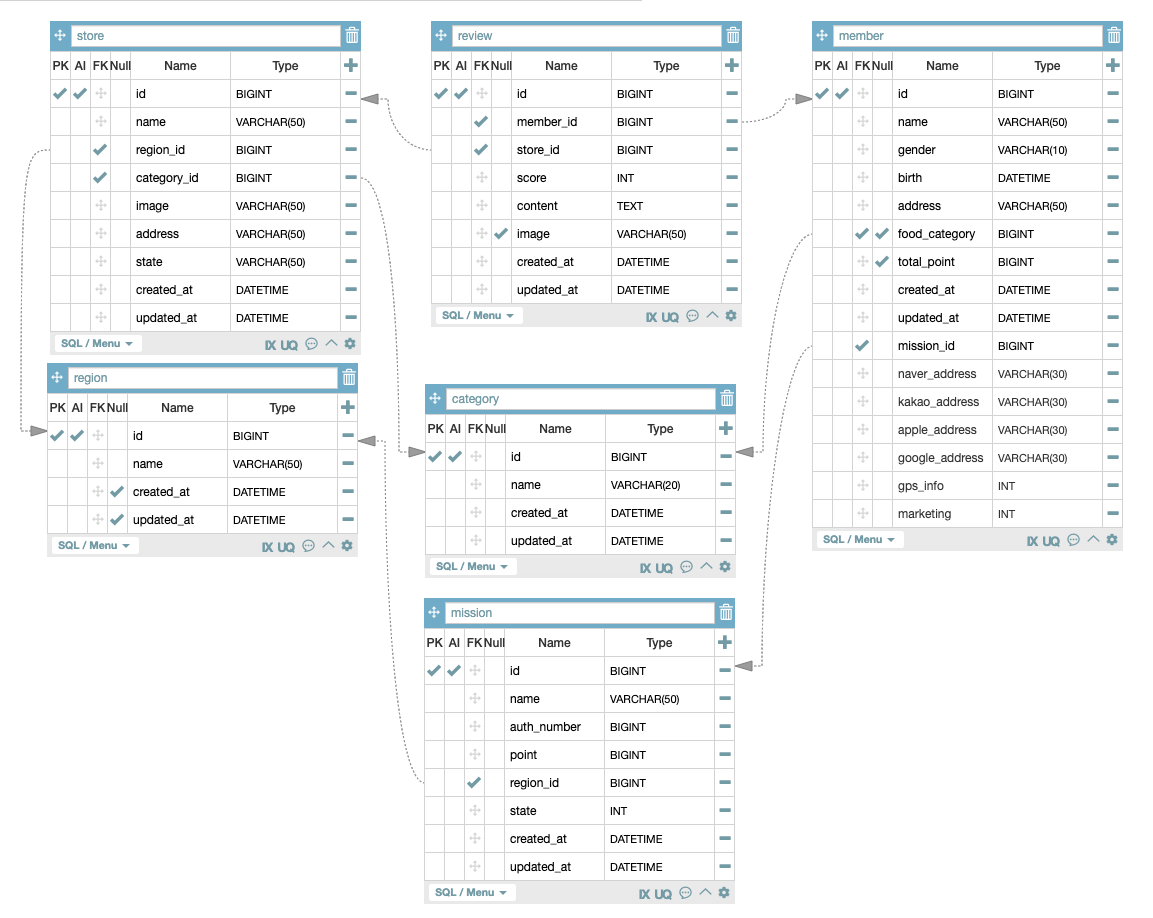 store
PK AI FK Null Name Type
id BIGINT
name VARCHAR(50)
region_id BIGINT
category_id BIGINT
image VARCHAR(50)
address VARCHAR(50)
state VARCHAR(50)
created_at DATETIME
updated_at DATETIME
SQL / Menu IX UQ
review
PK AI FK Null Name Type
id BIGINT
member_id BIGINT
store_id BIGINT
score INT
content TEXT
image VARCHAR(50)
created_at DATETIME
updated_at DATETIME
SQL / Menu IX UQ
member
PK AI FK Null Name Type
id BIGINT
name VARCHAR(50)
gender VARCHAR(10)
birth DATETIME
address VARCHAR(50)
food_category BIGINT
total_point BIGINT
created_at DATETIME
updated_at DATETIME
mission_id BIGINT
naver_address VARCHAR(30)
kakao_address VARCHAR(30)
apple_address VARCHAR(30)
google_address VARCHAR(30)
gps_info INT
marketing INT
SQL / Menu IX UQ
region
PK AI FK Null Name Type
id BIGINT
name VARCHAR(50)
created_at DATETIME
updated_at DATETIME
SQL / Menu IX UQ
category
PK AI FK Null Name Type
id BIGINT
name VARCHAR(20)
created_at DATETIME
updated_at DATETIME
SQL / Menu IX UQ
mission
PK AI FK Null Name Type
id BIGINT
name VARCHAR(50)
auth_number BIGINT
point BIGINT
region_id BIGINT
state INT
created_at DATETIME
updated_at DATETIME
SQL / Menu IX UQ